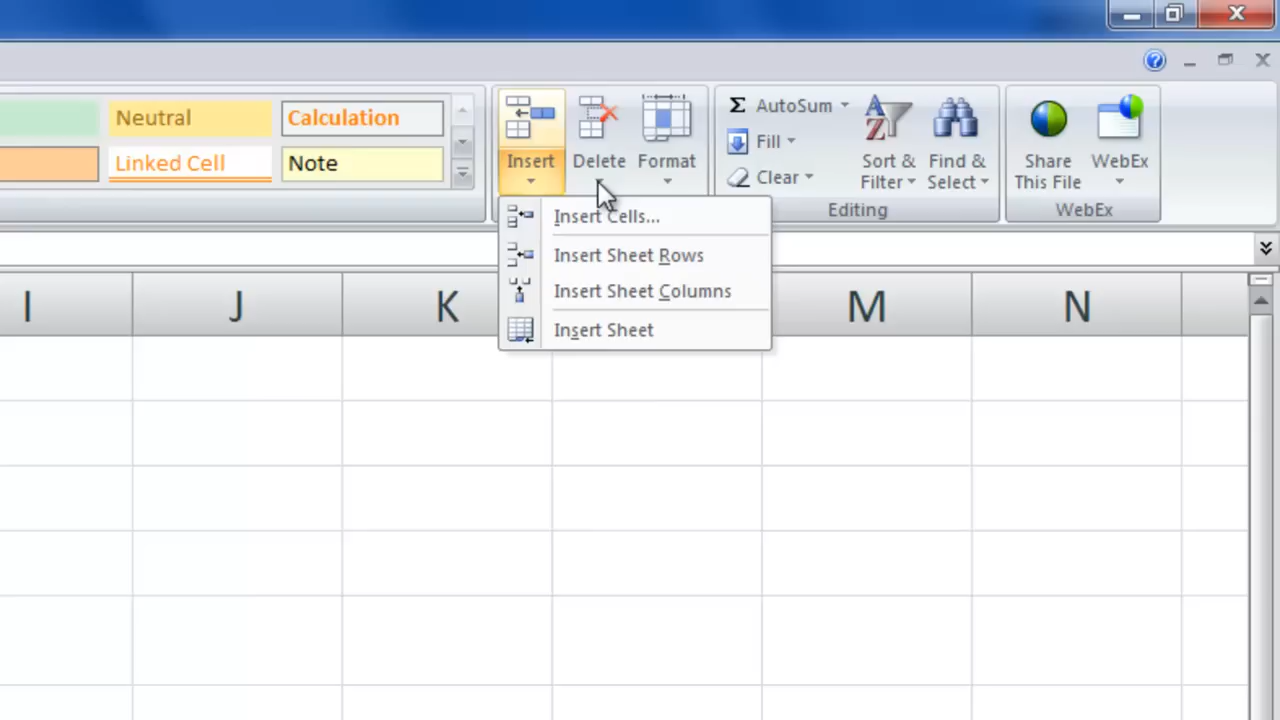 Neutral
Calculation
Linked Cell
Note
Insert
Delete
Format
Σ AutoSum
Fill
Clear
Sort &
Filter
Find &
Select
Editing
Share
This File
WebEx
WebEx
Insert Cells...
Insert Sheet Rows
Insert Sheet Columns
Insert Sheet
I J K M N